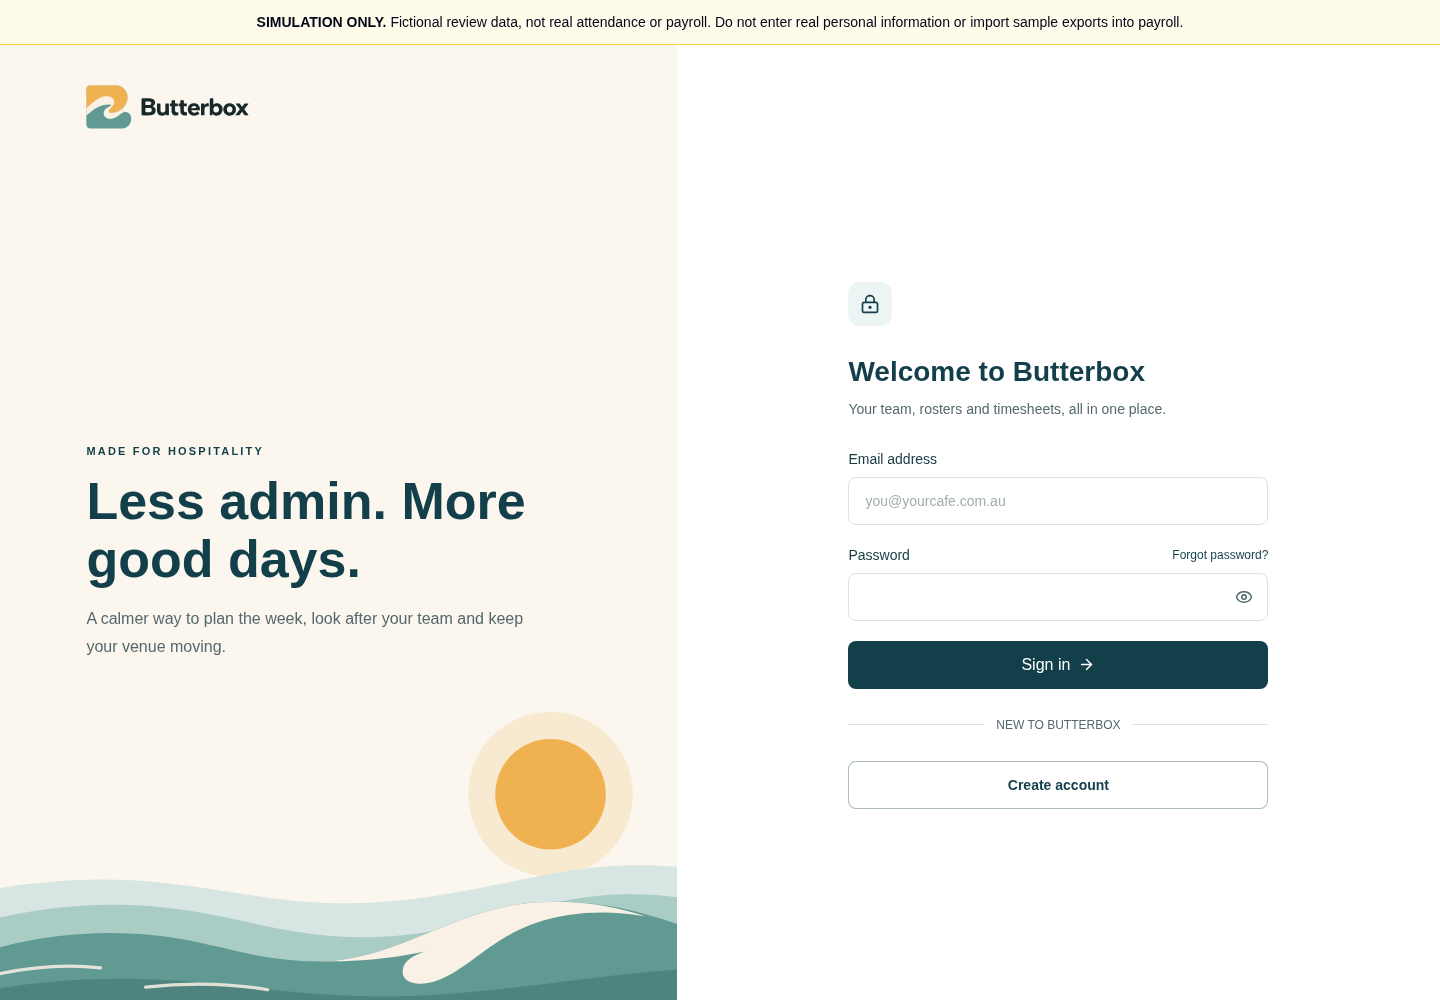 SIMULATION ONLY. Fictional review data, not real attendance or payroll. Do not enter real personal information or import sample exports into payroll.
Butterbox
MADE FOR HOSPITALITY
Less admin. More
good days.
A calmer way to plan the week, look after your team and keep
your venue moving.
Welcome to Butterbox
Your team, rosters and timesheets, all in one place.
Email address
you@yourcafe.com.au
Password
Forgot password?
Sign in
NEW TO BUTTERBOX
Create account